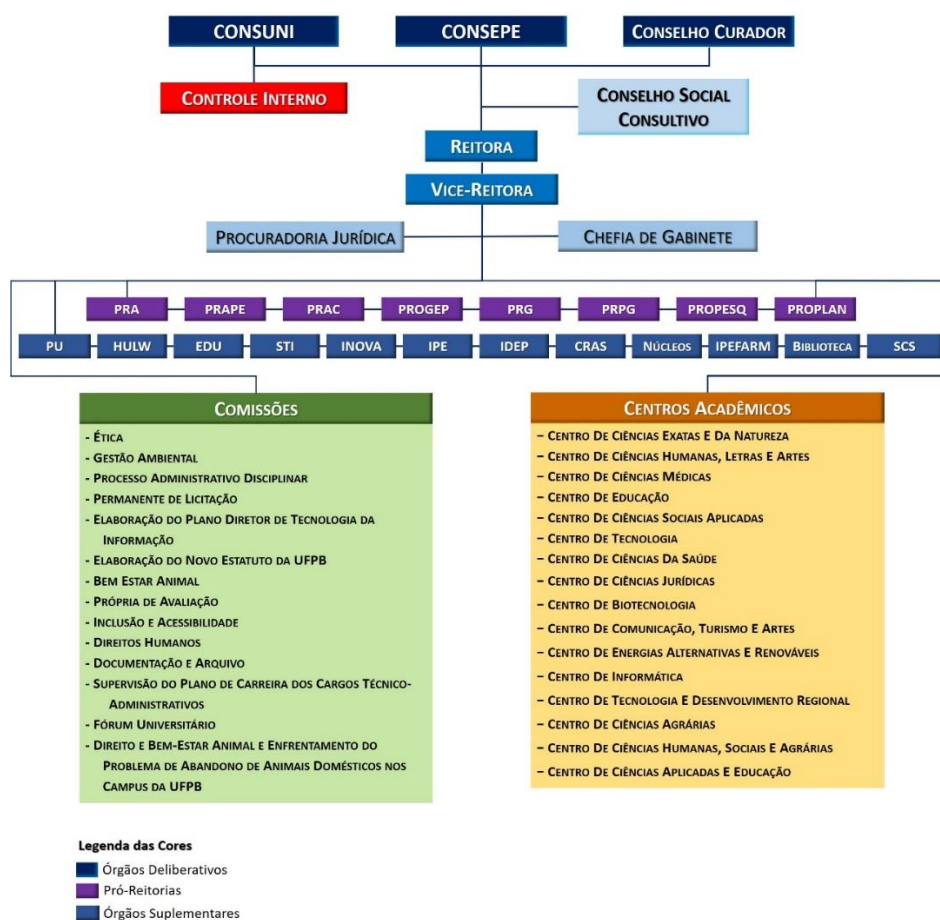 CONSUNI
CONSEPE
CONSELHO CURADOR
CONTROLE INTERNO
CONSELHO SOCIAL
CONSULTIVO
REITORA
VICE-REITORA
PROCURADORIA JURÍDICA
CHEFIA DE GABINETE
PRA
PRAPE
PRAC
PROGEP
PRG
PRPG
PROPESQ
PROPLAN
PU
HULW
EDU
STI
INOVA
IPE
IDEP
CRAS
NÚCLEOS
IPEFARM
BIBLIOTECA
SCS
COMISSÕES
- ÉTICA
- GESTÃO AMBIENTAL
- PROCESSO ADMINISTRATIVO DISCIPLINAR
- PERMANENTE DE LICITAÇÃO
- ELABORAÇÃO DO PLANO DIRETOR DE TECNOLOGIA DA
INFORMAÇÃO
- ELABORAÇÃO DO NOVO ESTATUTO DA UFPB
- BEM ESTAR ANIMAL
- PRÓPRIA DE AVALIAÇÃO
- INCLUSÃO E ACESSIBILIDADE
- DIREITOS HUMANOS
- DOCUMENTAÇÃO E ARQUIVO
- SUPERVISÃO DO PLANO DE CARREIRA DOS CARGOS TÉCNICO-
ADMINISTRATIVOS
- FÓRUM UNIVERSITÁRIO
- DIREITO E BEM-ESTAR ANIMAL E ENFRENTAMENTO DO
PROBLEMA DE ABANDONO DE ANIMAIS DOMÉSTICOS NOS
CAMPUS DA UFPB
CENTROS ACADÊMICOS
– CENTRO DE CIÊNCIAS EXATAS E DA NATUREZA
– CENTRO DE CIÊNCIAS HUMANAS, LETRAS E ARTES
– CENTRO DE CIÊNCIAS MÉDICAS
– CENTRO DE EDUCAÇÃO
– CENTRO DE CIÊNCIAS SOCIAIS APLICADAS
– CENTRO DE TECNOLOGIA
– CENTRO DE CIÊNCIAS DA SAÚDE
– CENTRO DE CIÊNCIAS JURÍDICAS
– CENTRO DE BIOTECNOLOGIA
– CENTRO DE COMUNICAÇÃO, TURISMO E ARTES
– CENTRO DE ENERGIAS ALTERNATIVAS E RENOVÁVEIS
– CENTRO DE INFORMÁTICA
– CENTRO DE TECNOLOGIA E DESENVOLVIMENTO REGIONAL
– CENTRO DE CIÊNCIAS AGRÁRIAS
– CENTRO DE CIÊNCIAS HUMANAS, SOCIAIS E AGRÁRIAS
– CENTRO DE CIÊNCIAS APLICADAS E EDUCAÇÃO
Legenda das Cores
Órgãos Deliberativos
Pró-Reitorias
Órgãos Suplementares